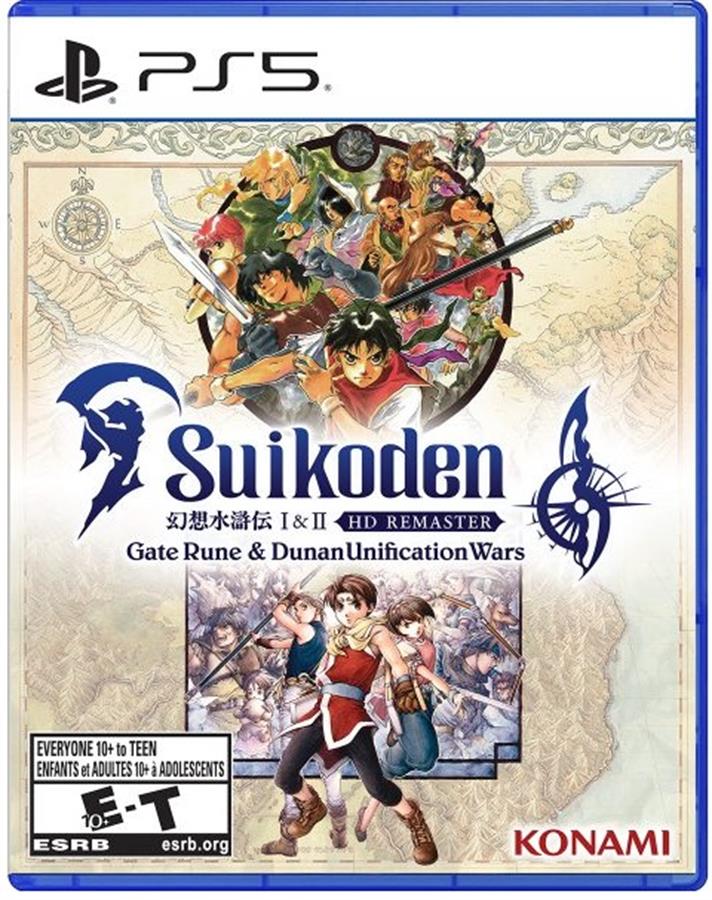 PS5
Suikoden
幻想水滸伝 I & II HD REMASTER
Gate Rune & Dunan Unification Wars
EVERYONE 10+ to TEEN
ENFANTS et ADULTES 10+ à ADOLESCENTS
E-T
10+
ESRB esrb.org
KONAMI
N
W E
S